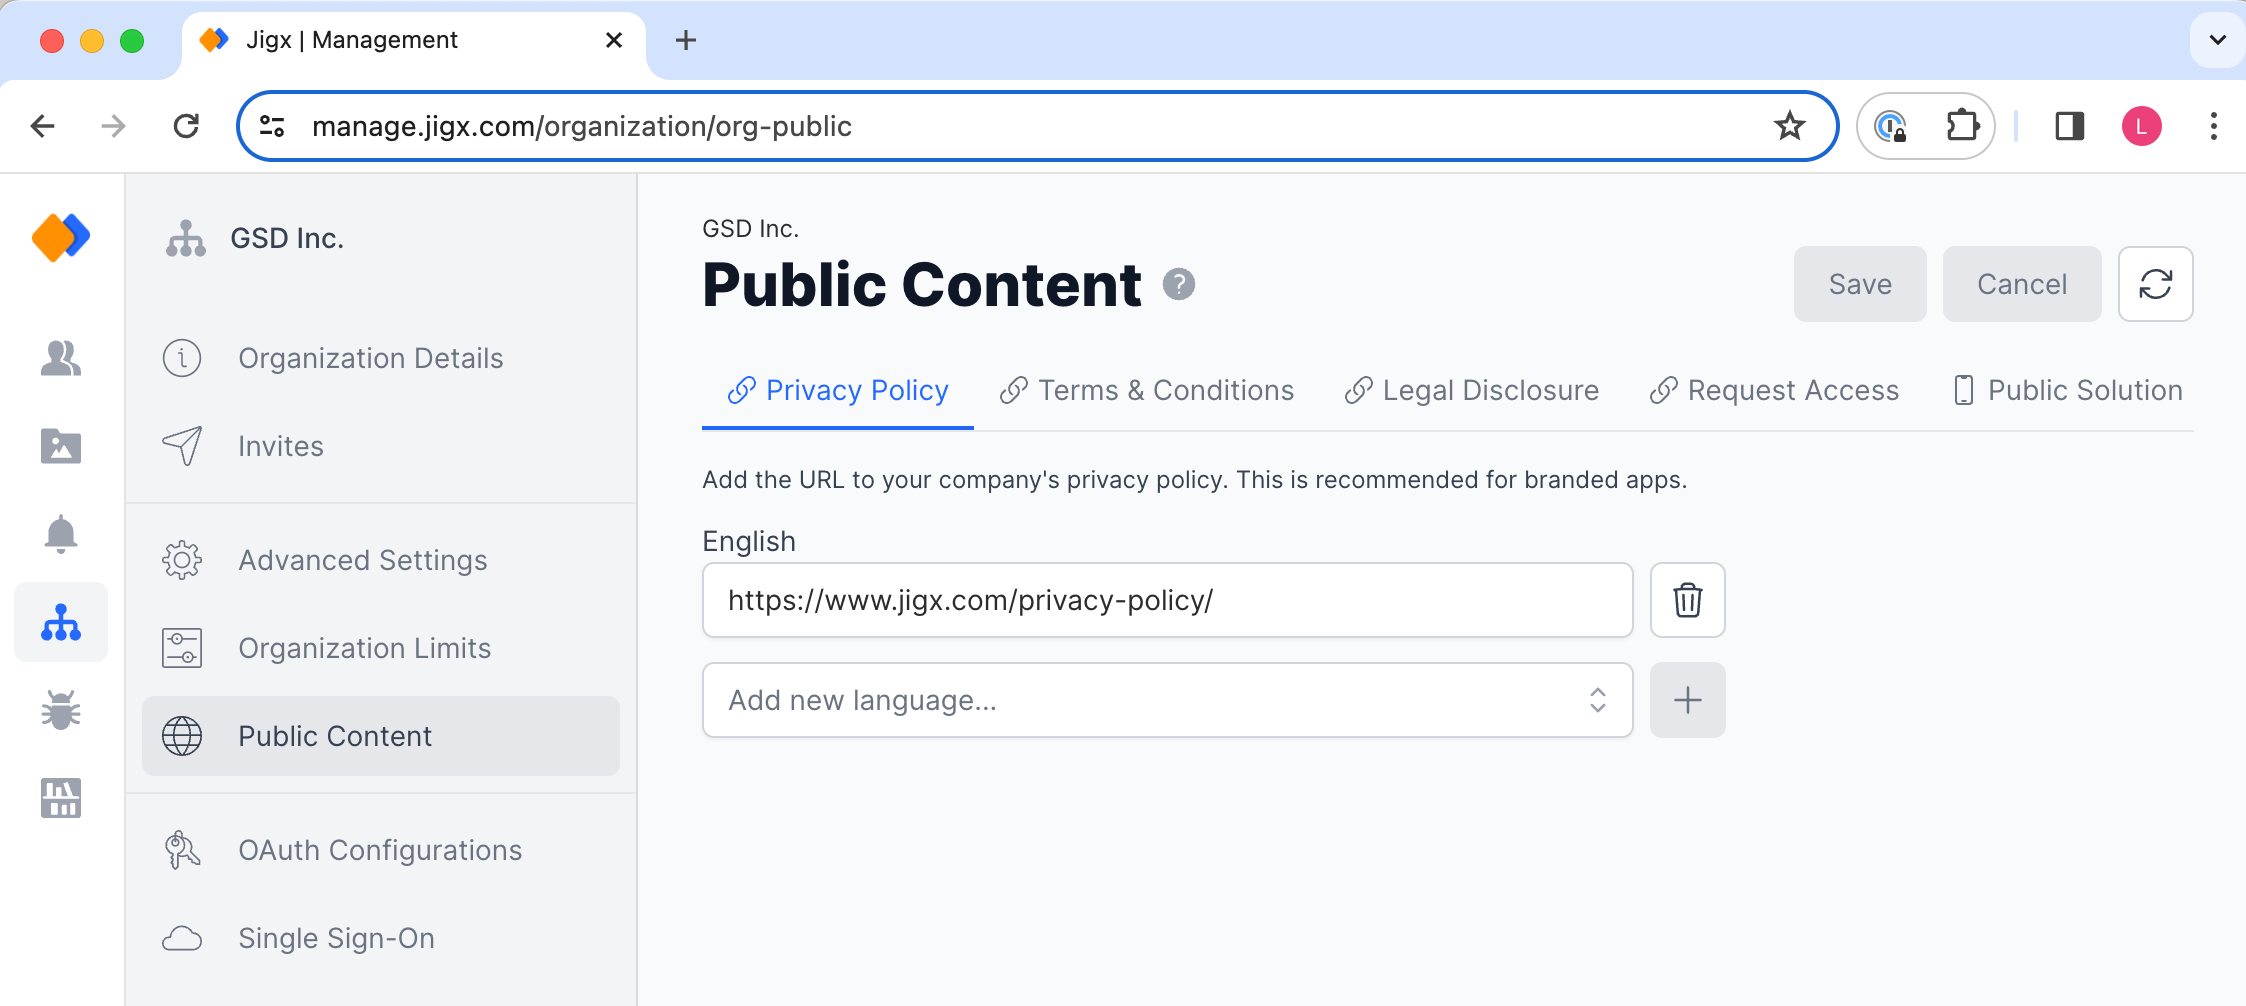 Jigx | Management
manage.jigx.com/organization/org-public
L
GSD Inc.
Organization Details
Invites
Advanced Settings
Organization Limits
Public Content
OAuth Configurations
Single Sign-On
GSD Inc.
Public Content ?
Save Cancel
Privacy Policy Terms & Conditions Legal Disclosure Request Access Public Solution
Add the URL to your company's privacy policy. This is recommended for branded apps.
English
https://www.jigx.com/privacy-policy/
Add new language...